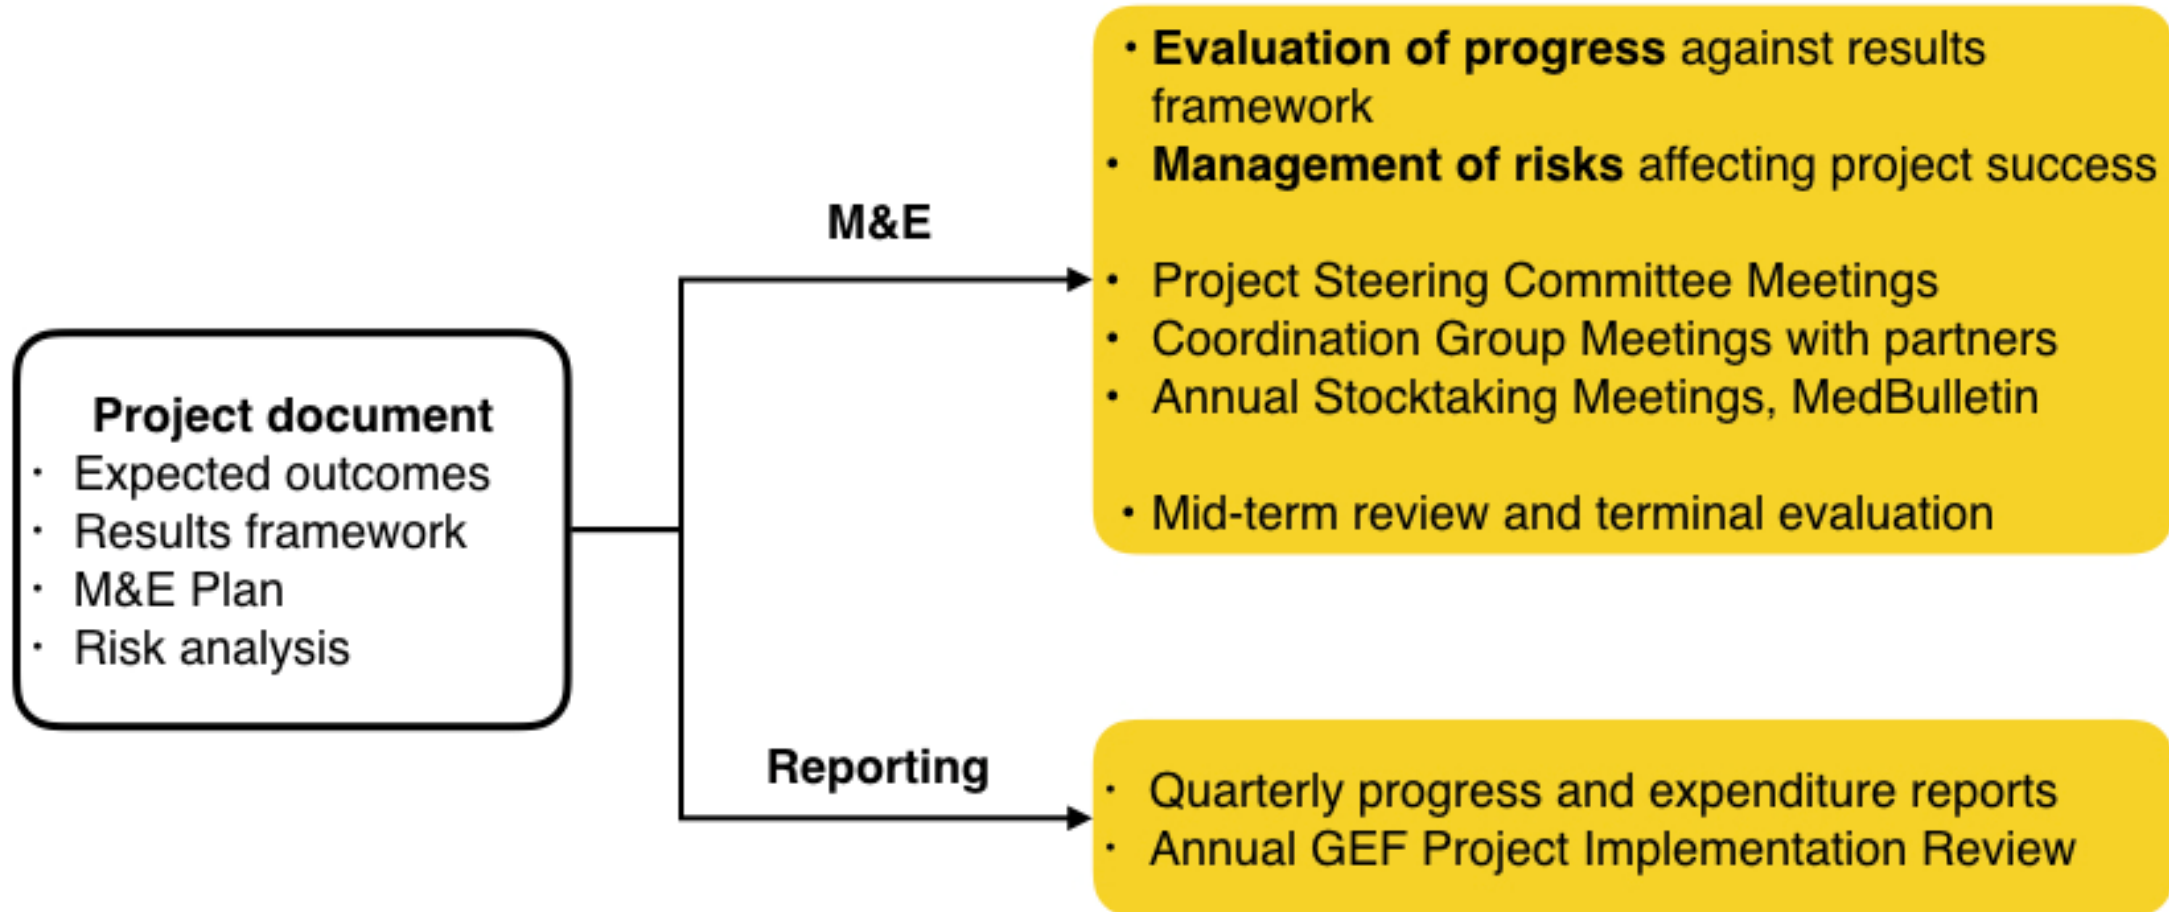 Project document
· Expected outcomes
· Results framework
· M&E Plan
· Risk analysis
M&E
• Evaluation of progress against results
framework
• Management of risks affecting project success
• Project Steering Committee Meetings
• Coordination Group Meetings with partners
• Annual Stocktaking Meetings, MedBulletin
• Mid-term review and terminal evaluation
Reporting
· Quarterly progress and expenditure reports
· Annual GEF Project Implementation Review